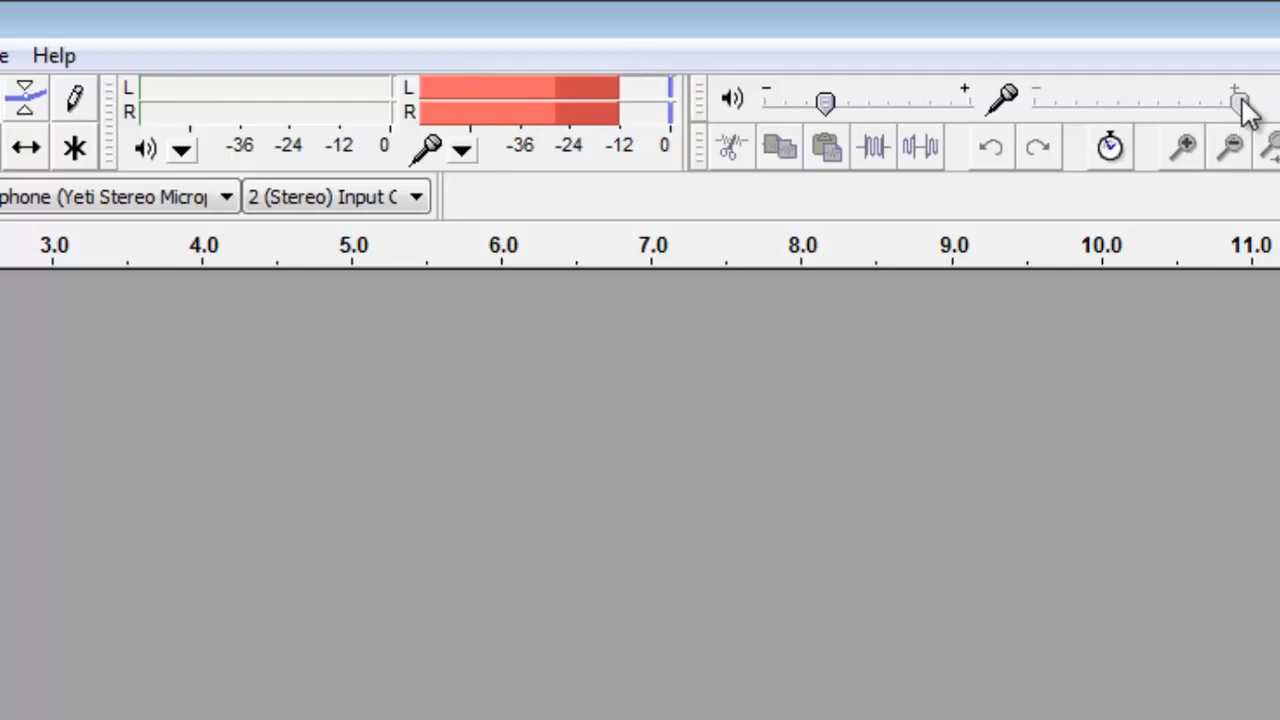 e Help
L L - + - +
R R
-36 -24 -12 0 -36 -24 -12 0
phone (Yeti Stereo Microp 2 (Stereo) Input C
3.0 4.0 5.0 6.0 7.0 8.0 9.0 10.0 11.0